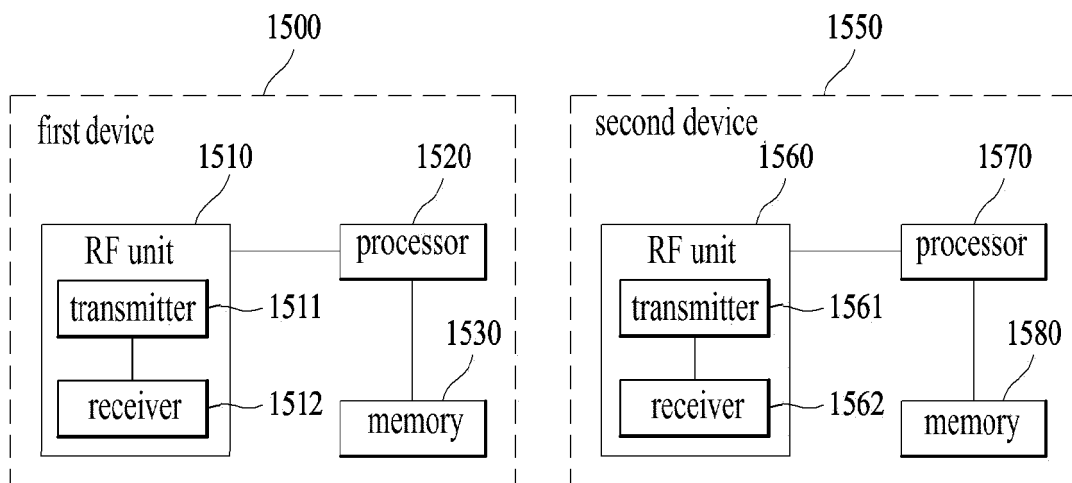 1500
first device
1510
1520
RF unit
processor
transmitter
1511
1530
receiver
1512
memory
1550
second device
1560
1570
RF unit
processor
transmitter
1561
1580
receiver
1562
memory